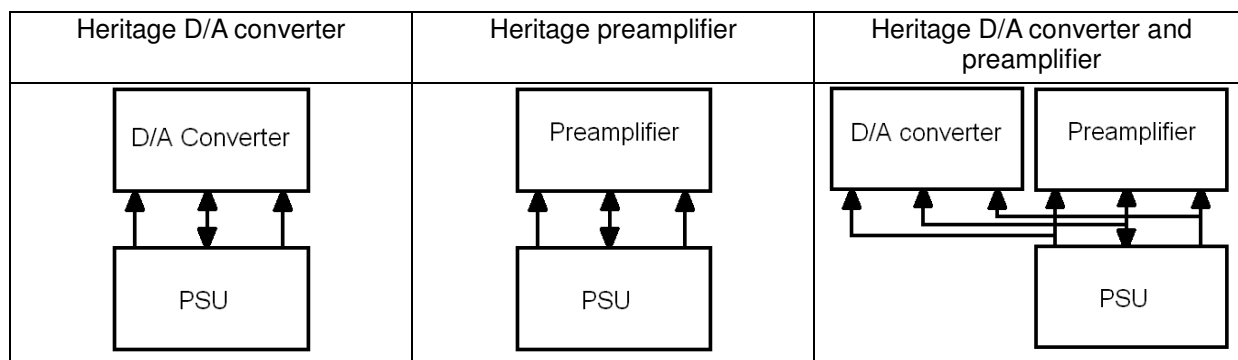 Heritage D/A converter
Heritage preamplifier
Heritage D/A converter and
preamplifier
D/A Converter
PSU
Preamplifier
PSU
D/A converter
Preamplifier
PSU